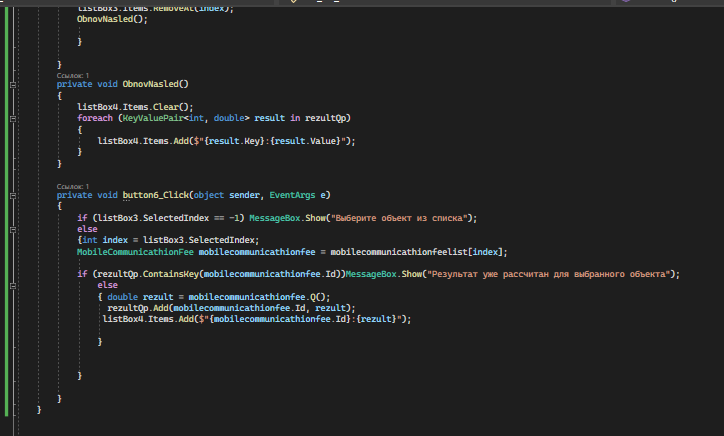 listBox3.Items.RemoveAt(index);
ObnovNasled();
}
}
Ссылок: 1
private void ObnovNasled()
{
listBox4.Items.Clear();
foreach (KeyValuePair<int, double> result in rezultQp)
{
listBox4.Items.Add($"{result.Key}:{result.Value}");
}
}
Ссылок: 1
private void button6_Click(object sender, EventArgs e)
{
if (listBox3.SelectedIndex == -1) MessageBox.Show("Выберите объект из списка");
else
{int index = listBox3.SelectedIndex;
MobileCommunicathionFee mobilecommunicathionfee = mobilecommunicathionfeelist[index];
if (rezultQp.ContainsKey(mobilecommunicathionfee.Id))MessageBox.Show("Результат уже рассчитан для выбранного объекта");
else
{ double rezult = mobilecommunicathionfee.Q();
rezultQp.Add(mobilecommunicathionfee.Id, rezult);
listBox4.Items.Add($"{mobilecommunicathionfee.Id}:{rezult}");
}
}
}
}